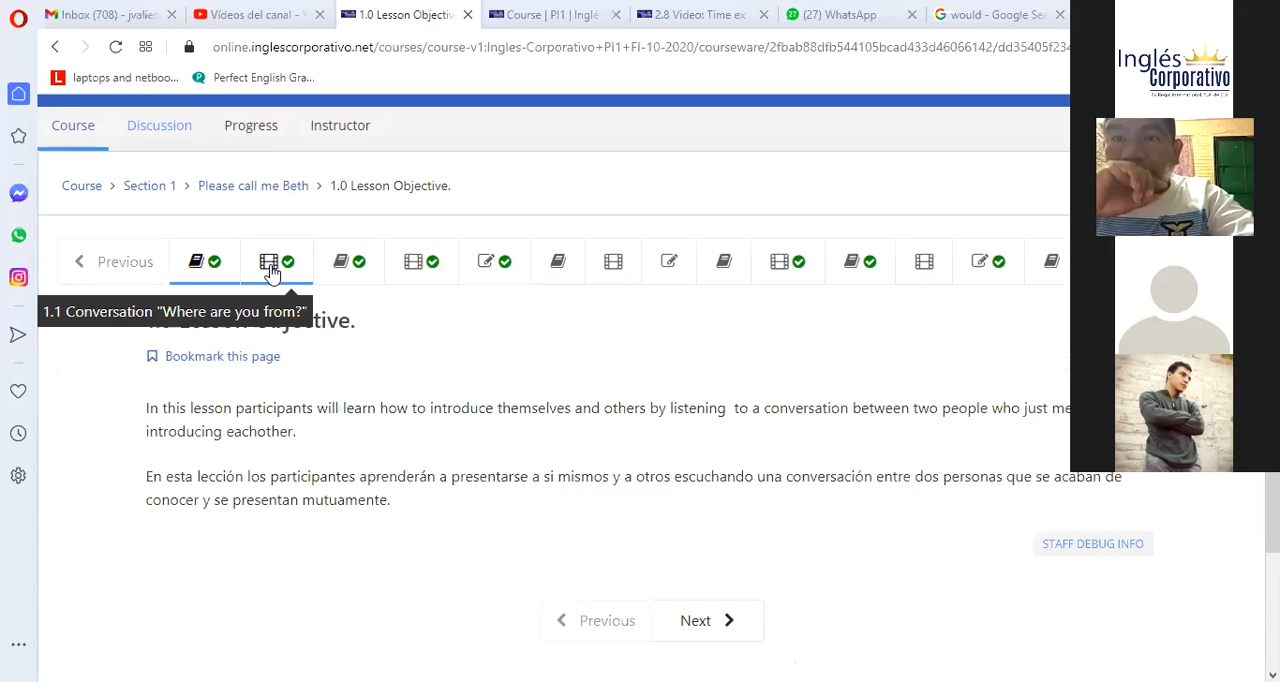 Inbox (708) - jvalier
Vídeos del canal -
1.0 Lesson Objectiv
Course | PI1 | Inglé
2.8 Video: Time ex
(27) WhatsApp
would - Google Sea
online.inglescorporativo.net/courses/course-v1:Ingles-Corporativo+PI1+FI-10-2020/courseware/2fbab88dfb544105bcad433d46066142/dd35405f234
laptops and netboo...
Perfect English Gra...
Inglés
Corporativo
Course
Discussion
Progress
Instructor
Course > Section 1 > Please call me Beth > 1.0 Lesson Objective.
Previous
1.1 Conversation "Where are you from?"
Objective.
Bookmark this page
In this lesson participants will learn how to introduce themselves and others by listening to a conversation between two people who just me
introducing eachother.
En esta lección los participantes aprenderán a presentarse a si mismos y a otros escuchando una conversación entre dos personas que se acaban de
conocer y se presentan mutuamente.
STAFF DEBUG INFO
Previous
Next